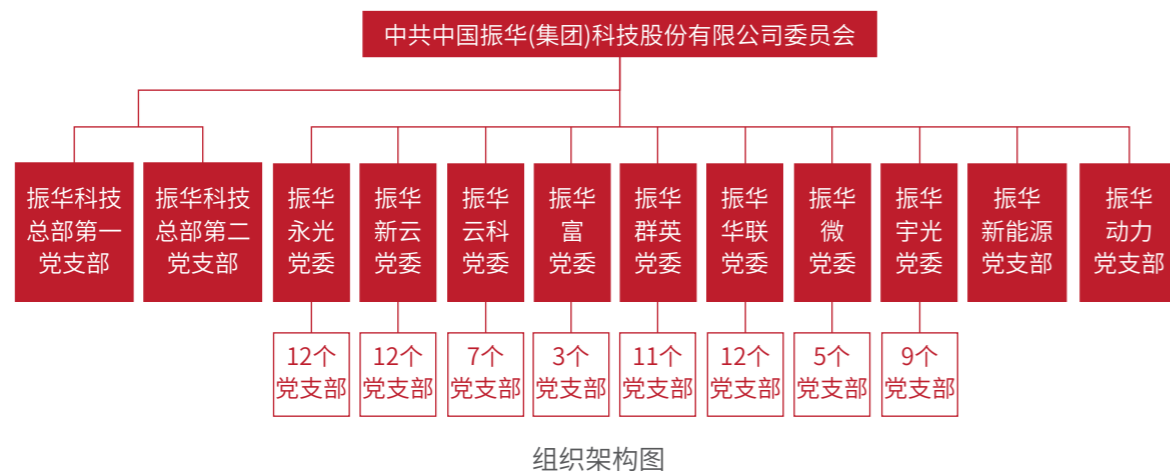 中共中国振华(集团)科技股份有限公司委员会
振华科技
总部第一
党支部
振华科技
总部第二
党支部
振华
永光
党委
振华
新云
党委
振华
云科
党委
振华
富
党委
振华
群英
党委
振华
华联
党委
振华
微
党委
振华
宇光
党委
振华
新能源
党支部
振华
动力
党支部
12个
党支部
12个
党支部
7个
党支部
3个
党支部
11个
党支部
12个
党支部
5个
党支部
9个
党支部
组织架构图